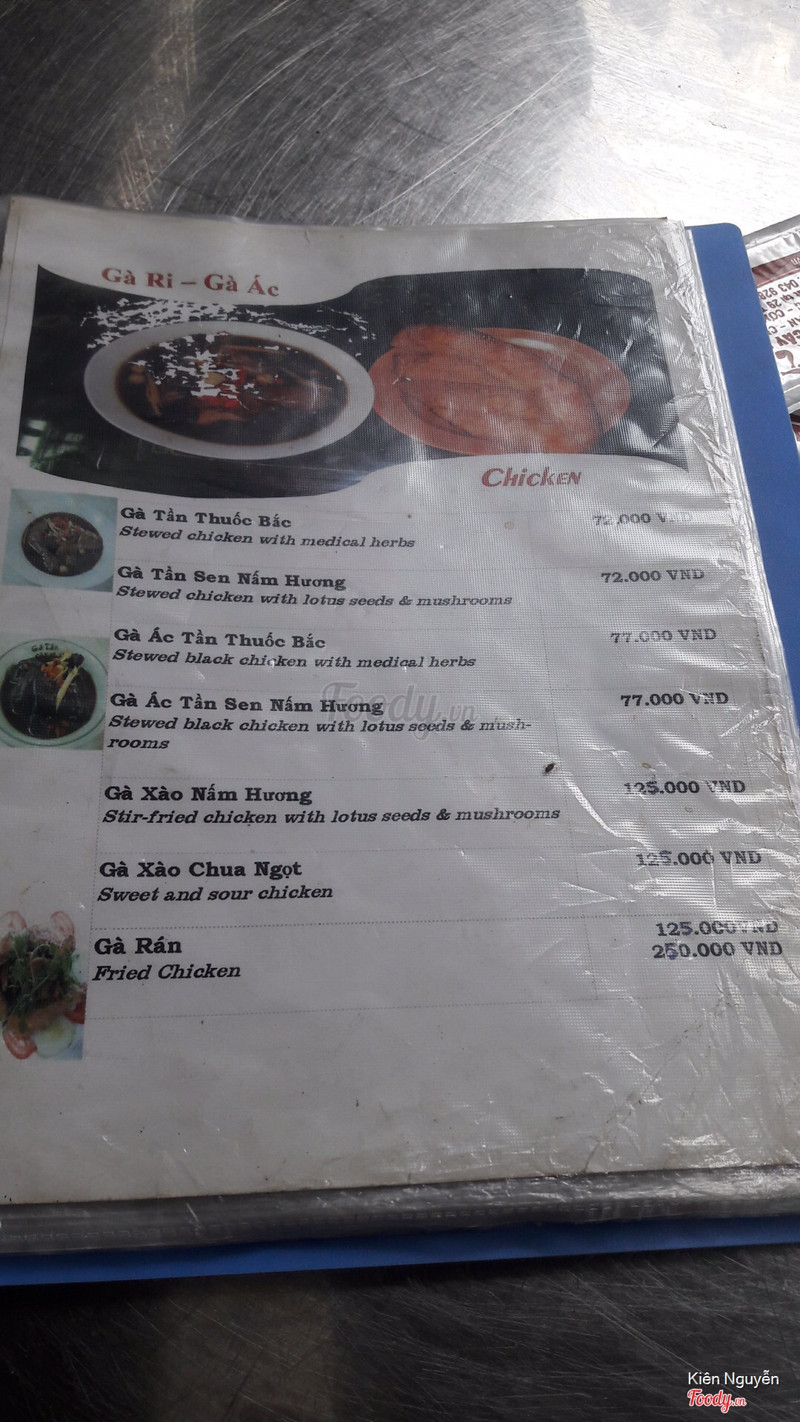 Gà Ri – Gà Ác
Chicken
Gà Tần Thuốc Bắc
72.000 VND
Stewed chicken with medical herbs
Gà Tần Sen Nấm Hương
72.000 VND
Stewed chicken with lotus seeds & mushrooms
Gà Ác Tần Thuốc Bắc
77.000 VND
Stewed black chicken with medical herbs
Gà Ác Tần Sen Nấm Hương
77.000 VND
Stewed black chicken with lotus seeds & mush-
rooms
Gà Xào Nấm Hương
125.000 VND
Stir-fried chicken with lotus seeds & mushrooms
Gà Xào Chua Ngọt
125.000 VND
Sweet and sour chicken
Gà Rán
125.000 VND
Fried Chicken
250.000 VND
Foody.vn
Kiên Nguyễn
Foody.vn